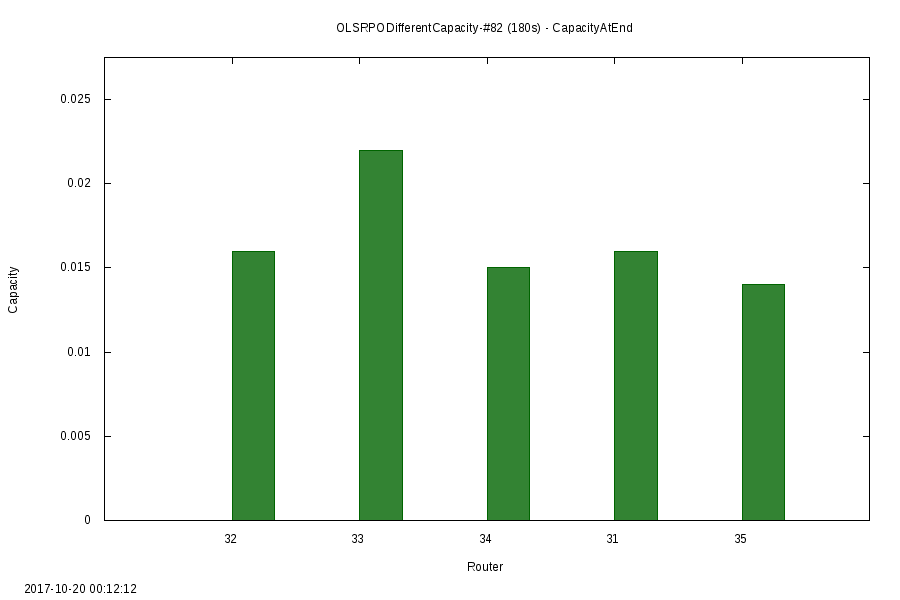 OLSRPODifferentCapacity-#82 (180s) - CapacityAtEnd
0.025
0.02
0.015
0.01
0.005
0
Capacity
32 33 34 31 35
Router
2017-10-20 00:12:12